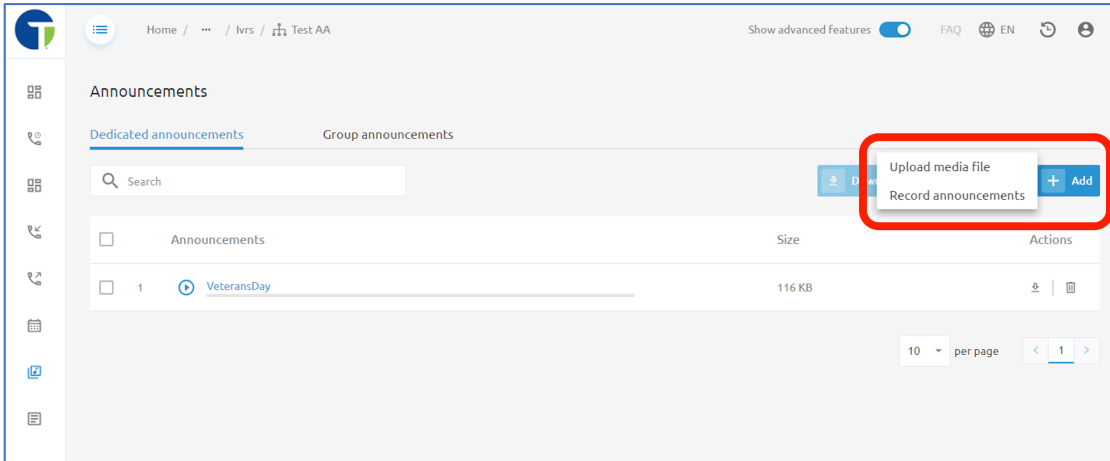 Home / ... / Ivrs / Test AA
Show advanced features FAQ EN
Announcements
Dedicated announcements Group announcements
Search
Upload media file
Record announcements
Add
Announcements Size Actions
1 VeteransDay 116 KB
10 per page < 1 >